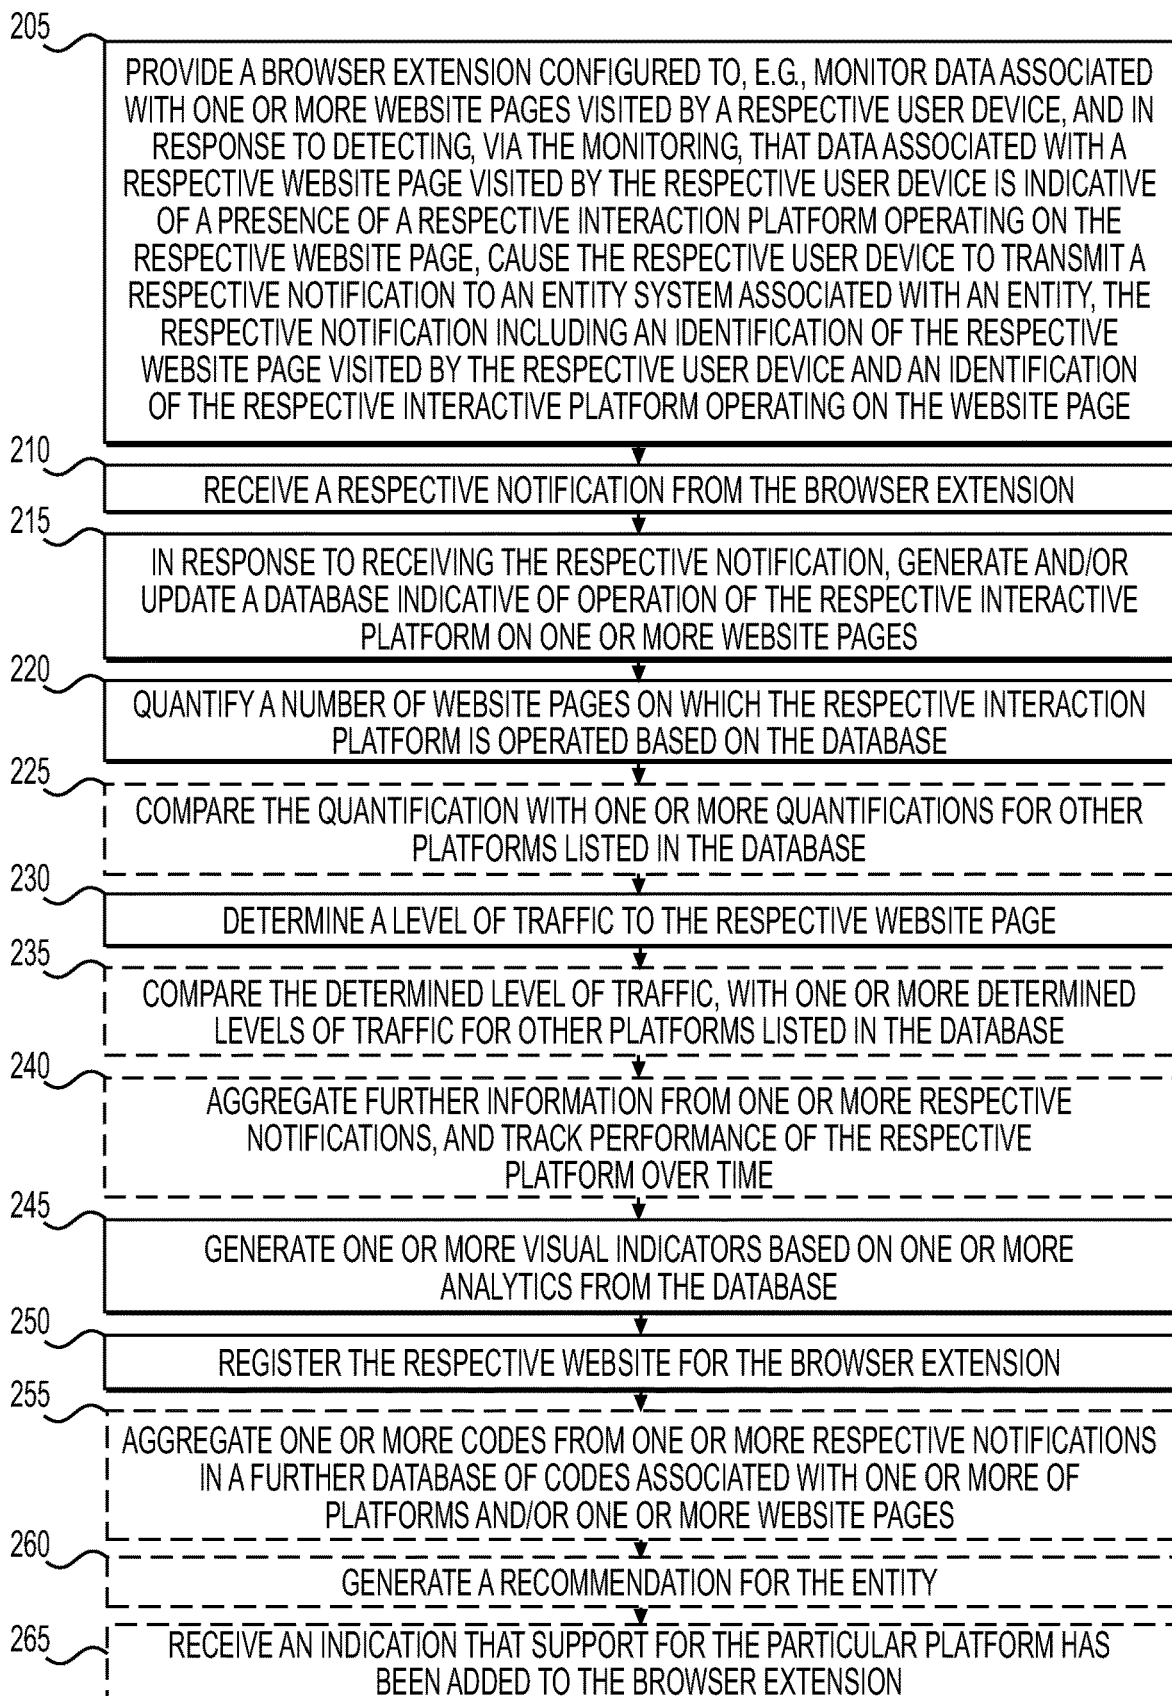 205
PROVIDE A BROWSER EXTENSION CONFIGURED TO, E.G., MONITOR DATA ASSOCIATED
WITH ONE OR MORE WEBSITE PAGES VISITED BY A RESPECTIVE USER DEVICE, AND IN
RESPONSE TO DETECTING, VIA THE MONITORING, THAT DATA ASSOCIATED WITH A
RESPECTIVE WEBSITE PAGE VISITED BY THE RESPECTIVE USER DEVICE IS INDICATIVE
OF A PRESENCE OF A RESPECTIVE INTERACTION PLATFORM OPERATING ON THE
RESPECTIVE WEBSITE PAGE, CAUSE THE RESPECTIVE USER DEVICE TO TRANSMIT A
RESPECTIVE NOTIFICATION TO AN ENTITY SYSTEM ASSOCIATED WITH AN ENTITY, THE
RESPECTIVE NOTIFICATION INCLUDING AN IDENTIFICATION OF THE RESPECTIVE
WEBSITE PAGE VISITED BY THE RESPECTIVE USER DEVICE AND AN IDENTIFICATION
OF THE RESPECTIVE INTERACTIVE PLATFORM OPERATING ON THE WEBSITE PAGE
210
RECEIVE A RESPECTIVE NOTIFICATION FROM THE BROWSER EXTENSION
215
IN RESPONSE TO RECEIVING THE RESPECTIVE NOTIFICATION, GENERATE AND/OR
UPDATE A DATABASE INDICATIVE OF OPERATION OF THE RESPECTIVE INTERACTIVE
PLATFORM ON ONE OR MORE WEBSITE PAGES
220
QUANTIFY A NUMBER OF WEBSITE PAGES ON WHICH THE RESPECTIVE INTERACTION
PLATFORM IS OPERATED BASED ON THE DATABASE
225
COMPARE THE QUANTIFICATION WITH ONE OR MORE QUANTIFICATIONS FOR OTHER
PLATFORMS LISTED IN THE DATABASE
230
DETERMINE A LEVEL OF TRAFFIC TO THE RESPECTIVE WEBSITE PAGE
235
COMPARE THE DETERMINED LEVEL OF TRAFFIC, WITH ONE OR MORE DETERMINED
LEVELS OF TRAFFIC FOR OTHER PLATFORMS LISTED IN THE DATABASE
240
AGGREGATE FURTHER INFORMATION FROM ONE OR MORE RESPECTIVE
NOTIFICATIONS, AND TRACK PERFORMANCE OF THE RESPECTIVE
PLATFORM OVER TIME
245
GENERATE ONE OR MORE VISUAL INDICATORS BASED ON ONE OR MORE
ANALYTICS FROM THE DATABASE
250
REGISTER THE RESPECTIVE WEBSITE FOR THE BROWSER EXTENSION
255
AGGREGATE ONE OR MORE CODES FROM ONE OR MORE RESPECTIVE NOTIFICATIONS
IN A FURTHER DATABASE OF CODES ASSOCIATED WITH ONE OR MORE OF
PLATFORMS AND/OR ONE OR MORE WEBSITE PAGES
260
GENERATE A RECOMMENDATION FOR THE ENTITY
265
RECEIVE AN INDICATION THAT SUPPORT FOR THE PARTICULAR PLATFORM HAS
BEEN ADDED TO THE BROWSER EXTENSION